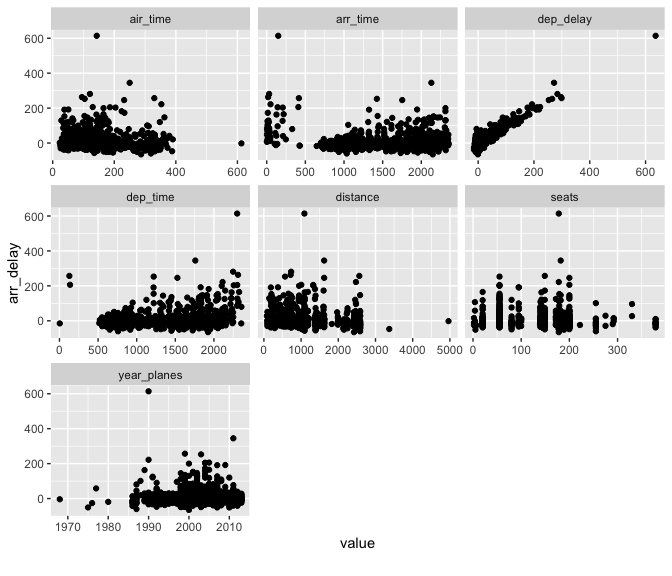 air_time arr_time dep_delay
600
400
200
0
0 200 400 600 0 500 1000 1500 2000 0 200 400 600
dep_time distance seats
600
400
200
0
0 500 1000 1500 2000 0 1000 2000 3000 4000 5000 0 100 200 300
arr_delay
year_planes
600
400
200
0
1970 1980 1990 2000 2010
value